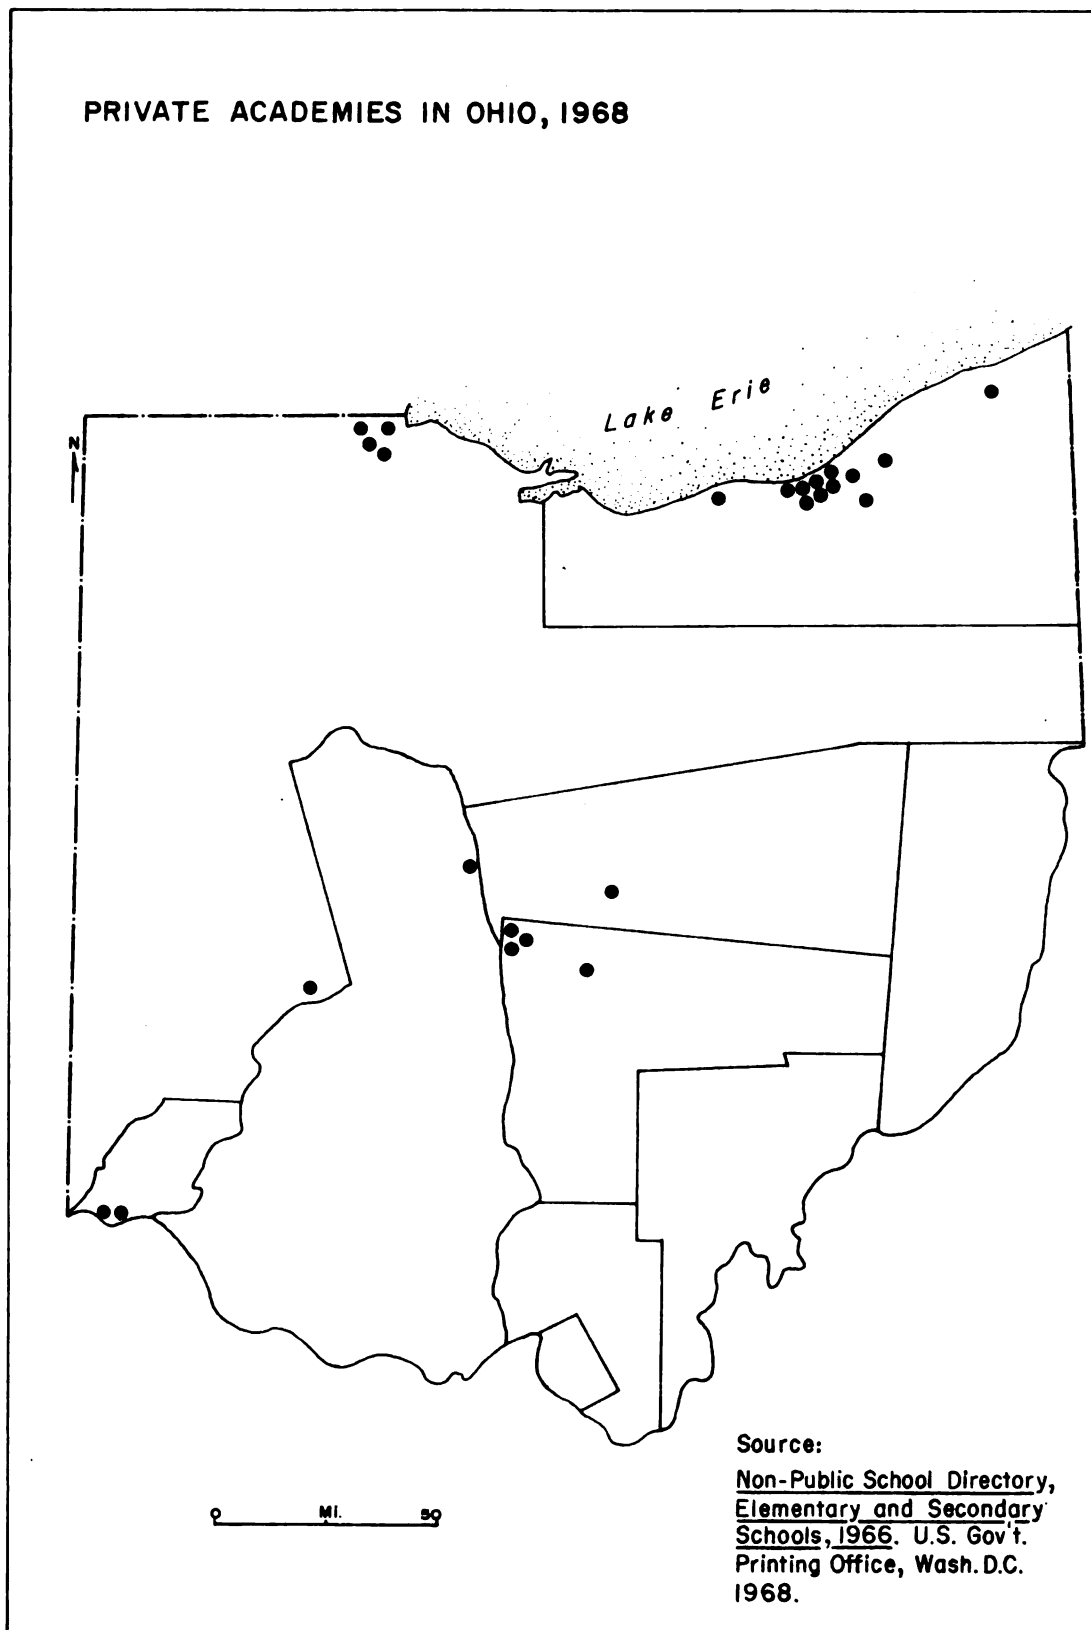 PRIVATE ACADEMIES IN OHIO, 1968
Lake Erie
N
0 MI. 50
Source:
Non-Public School Directory,
Elementary and Secondary
Schools, 1966. U.S. Gov't.
Printing Office, Wash. D.C.
1968.